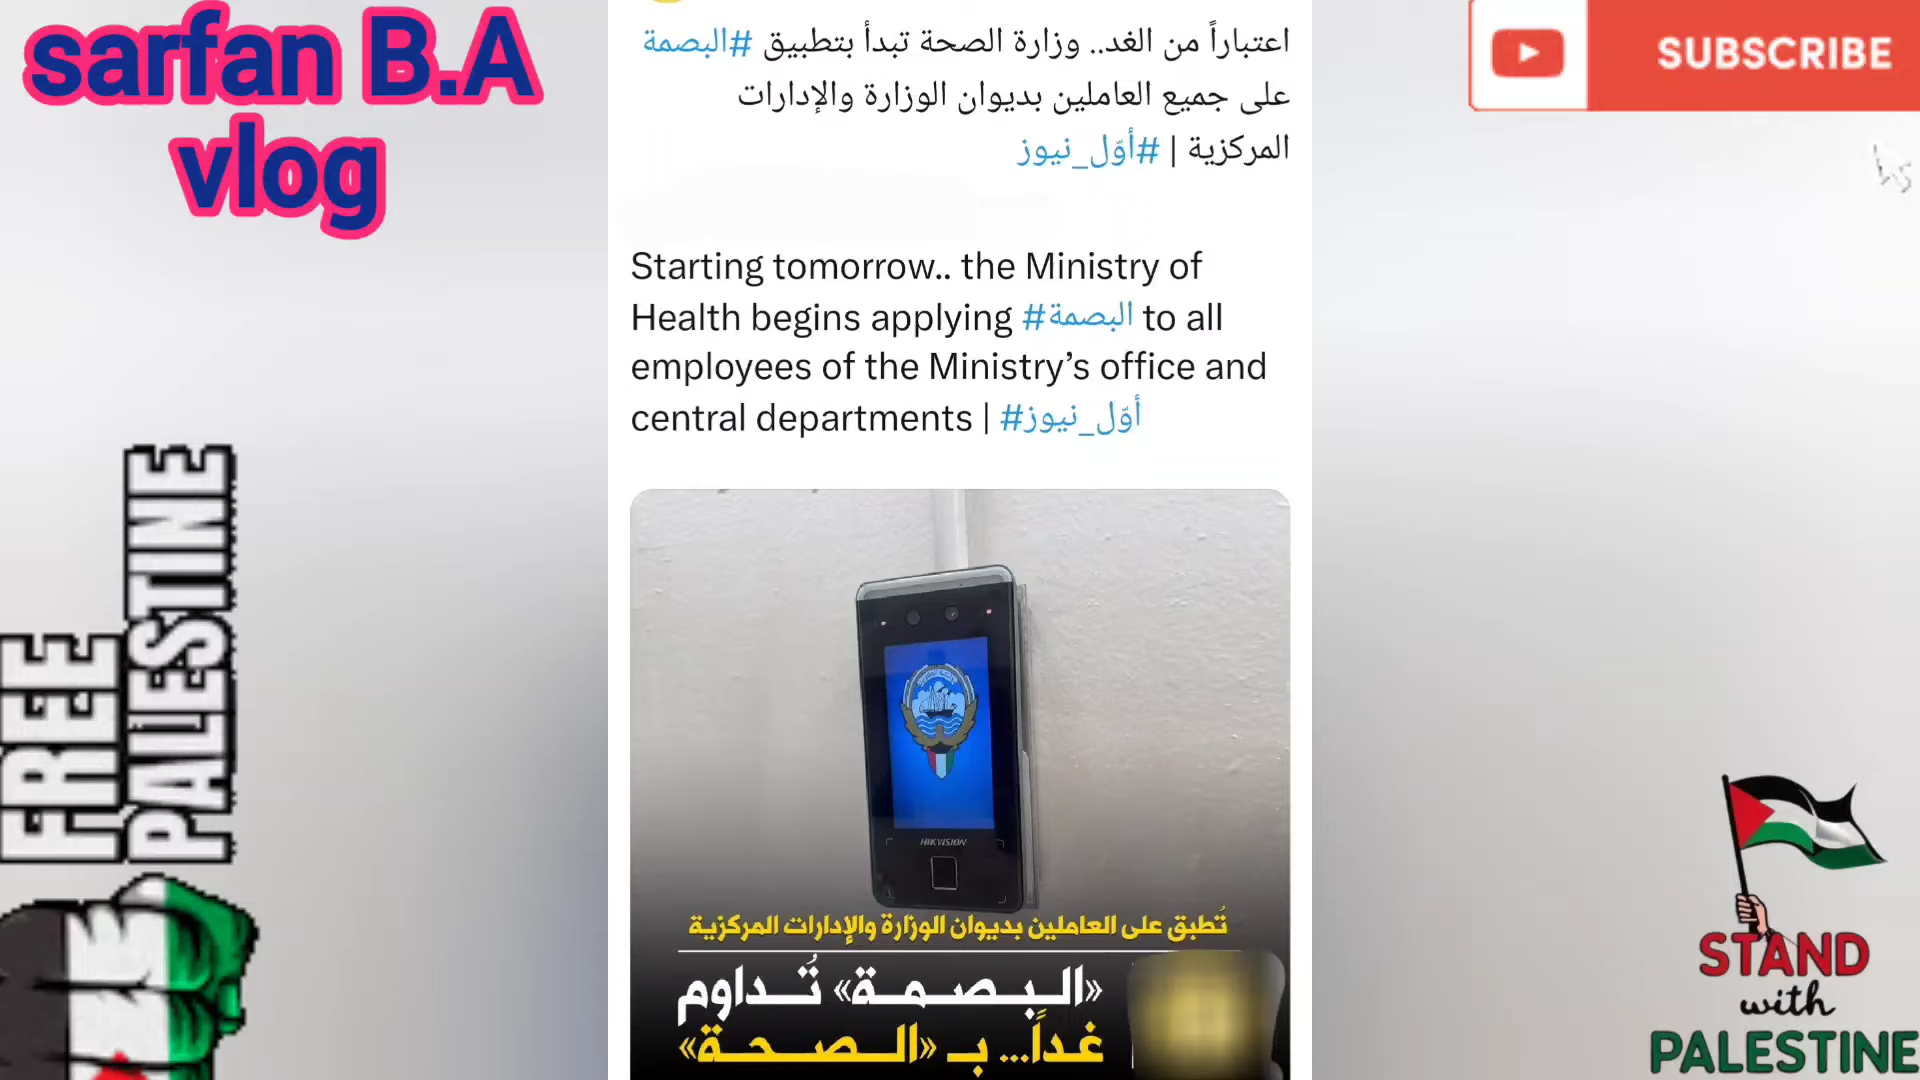 sarfan B.A
vlog
SUBSCRIBE
اعتباراً من الغد.. وزارة الصحة تبدأ بتطبيق #البصمة
على جميع العاملين بديوان الوزارة والإدارات
المركزية | #أوّل_نيوز
Starting tomorrow.. the Ministry of
Health begins applying #البصمة to all
employees of the Ministry’s office and
central departments | #أوّل_نيوز
HIKVISION
تُطبق على العاملين بديوان الوزارة والإدارات المركزية
«البصمة» تُداوم
غداً... بـ «الصحة»
FREE
PALESTINE
STAND
with
PALESTINE